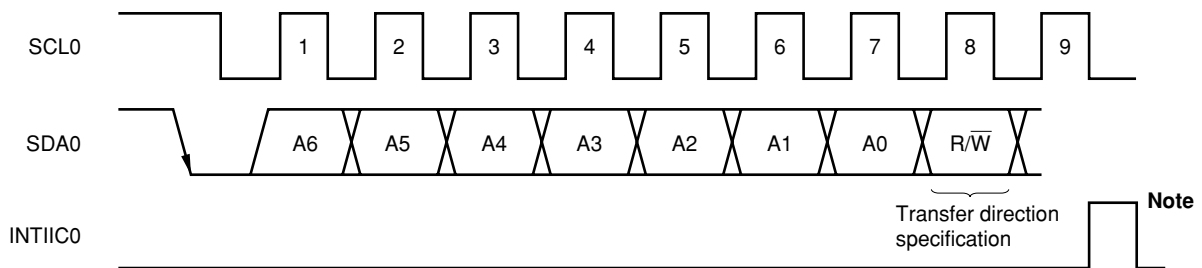 SCL0
1 2 3 4 5 6 7 8 9
SDA0
A6 A5 A4 A3 A2 A1 A0 R/W̅
Note
Transfer direction
specification
INTIIC0